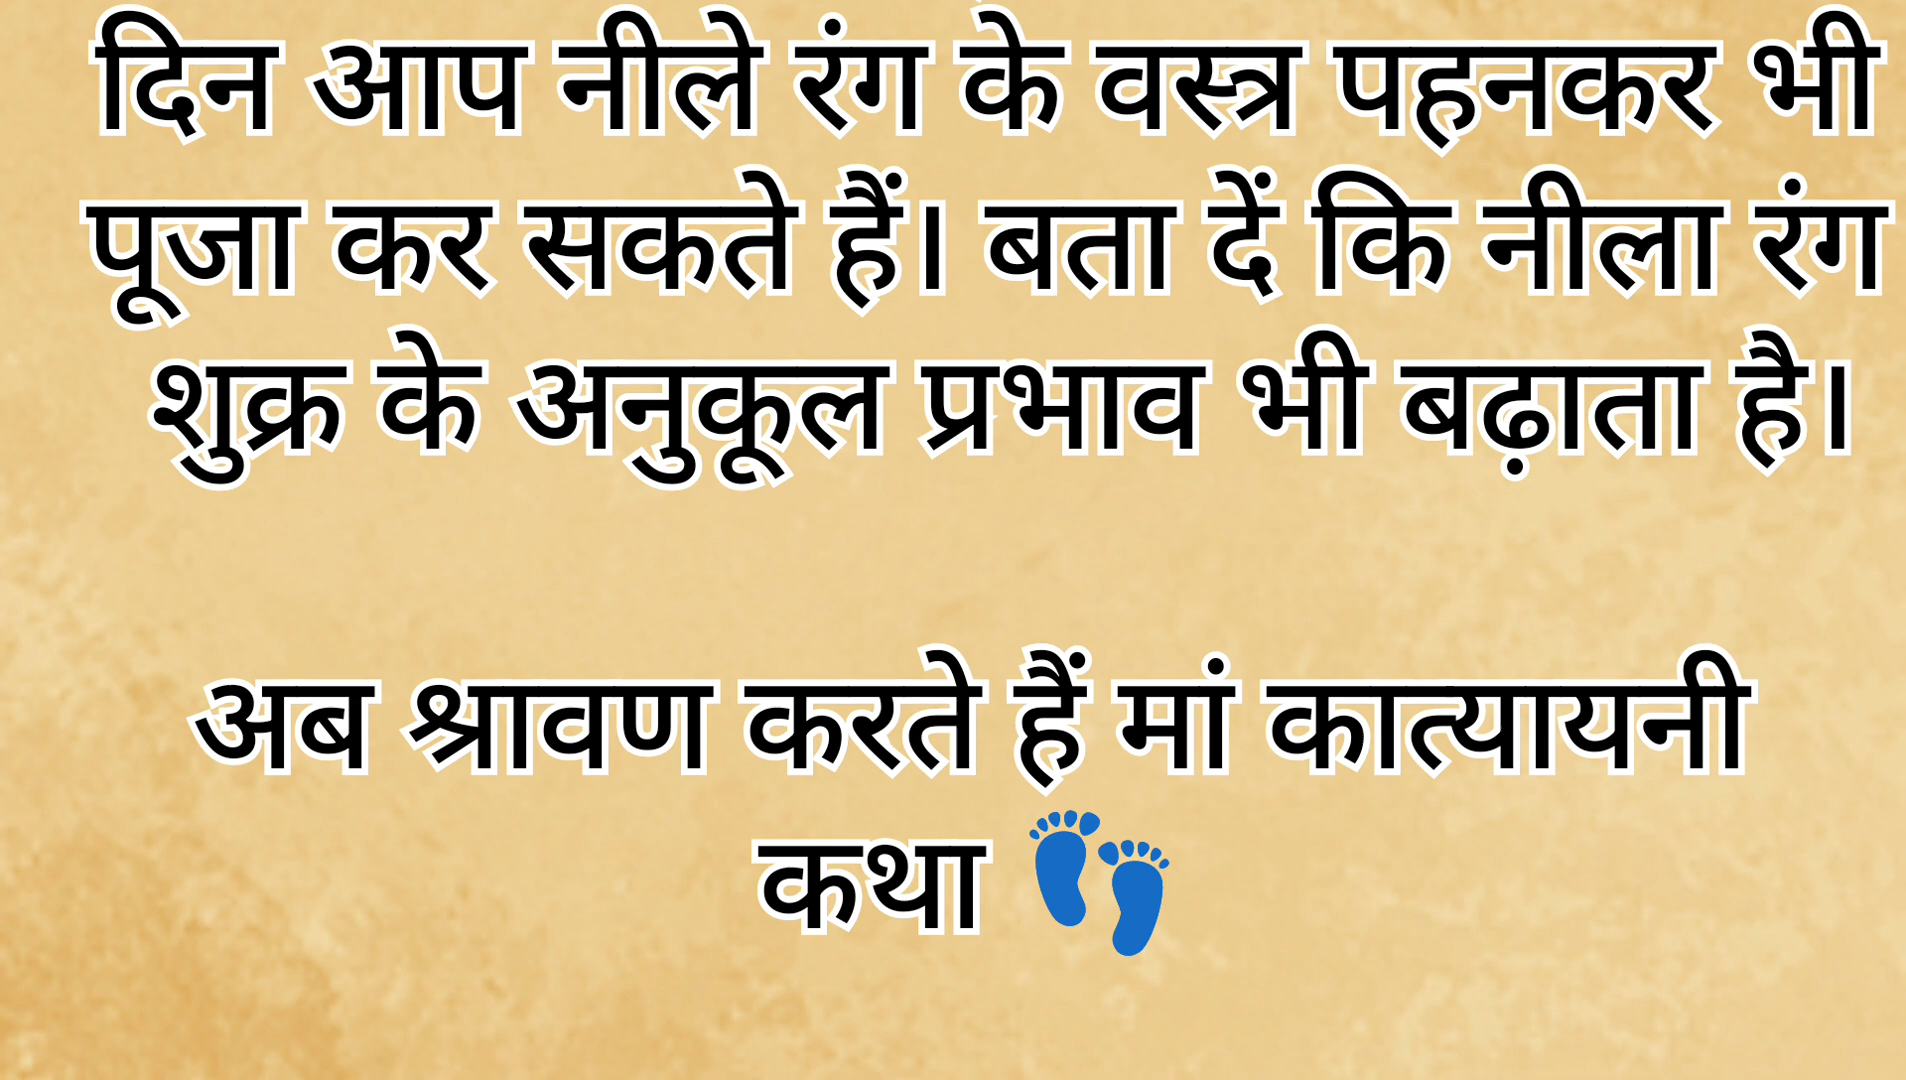 दिन आप नीले रंग के वस्त्र पहनकर भी
पूजा कर सकते हैं। बता दें कि नीला रंग
शुक्र के अनुकूल प्रभाव भी बढ़ाता है।
अब श्रावण करते हैं मां कात्यायनी
कथा 👣